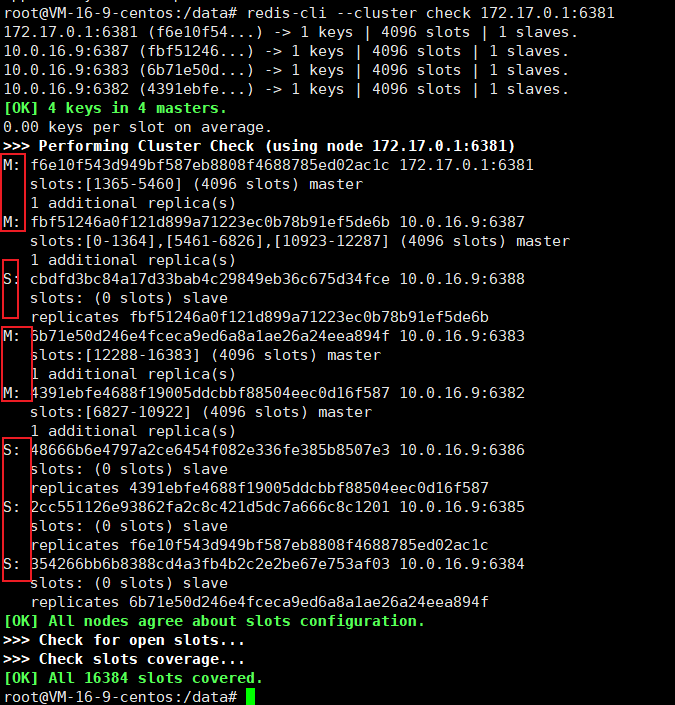 root@VM-16-9-centos:/data# redis-cli --cluster check 172.17.0.1:6381
172.17.0.1:6381 (f6e10f54...) -> 1 keys | 4096 slots | 1 slaves.
10.0.16.9:6387 (fbf51246...) -> 1 keys | 4096 slots | 1 slaves.
10.0.16.9:6383 (6b71e50d...) -> 1 keys | 4096 slots | 1 slaves.
10.0.16.9:6382 (4391ebfe...) -> 1 keys | 4096 slots | 1 slaves.
[OK] 4 keys in 4 masters.
0.00 keys per slot on average.
>>> Performing Cluster Check (using node 172.17.0.1:6381)
M: f6e10f543d949bf587eb8808f4688785ed02ac1c 172.17.0.1:6381
slots:[1365-5460] (4096 slots) master
1 additional replica(s)
M: fbf51246a0f121d899a71223ec0b78b91ef5de6b 10.0.16.9:6387
slots:[0-1364],[5461-6826],[10923-12287] (4096 slots) master
1 additional replica(s)
S: cbdfd3bc84a17d33bab4c29849eb36c675d34fce 10.0.16.9:6388
slots: (0 slots) slave
replicates fbf51246a0f121d899a71223ec0b78b91ef5de6b
M: 6b71e50d246e4fceca9ed6a8a1ae26a24eea894f 10.0.16.9:6383
slots:[12288-16383] (4096 slots) master
1 additional replica(s)
M: 4391ebfe4688f19005ddcbbf88504eec0d16f587 10.0.16.9:6382
slots:[6827-10922] (4096 slots) master
1 additional replica(s)
S: 48666b6e4797a2ce6454f082e336fe385b8507e3 10.0.16.9:6386
slots: (0 slots) slave
replicates 4391ebfe4688f19005ddcbbf88504eec0d16f587
S: 2cc551126e93862fa2c8c421d5dc7a666c8c1201 10.0.16.9:6385
slots: (0 slots) slave
replicates f6e10f543d949bf587eb8808f4688785ed02ac1c
S: 354266bb6b8388cd4a3fb4b2c2e2be67e753af03 10.0.16.9:6384
slots: (0 slots) slave
replicates 6b71e50d246e4fceca9ed6a8a1ae26a24eea894f
[OK] All nodes agree about slots configuration.
>>> Check for open slots...
>>> Check slots coverage...
[OK] All 16384 slots covered.
root@VM-16-9-centos:/data#